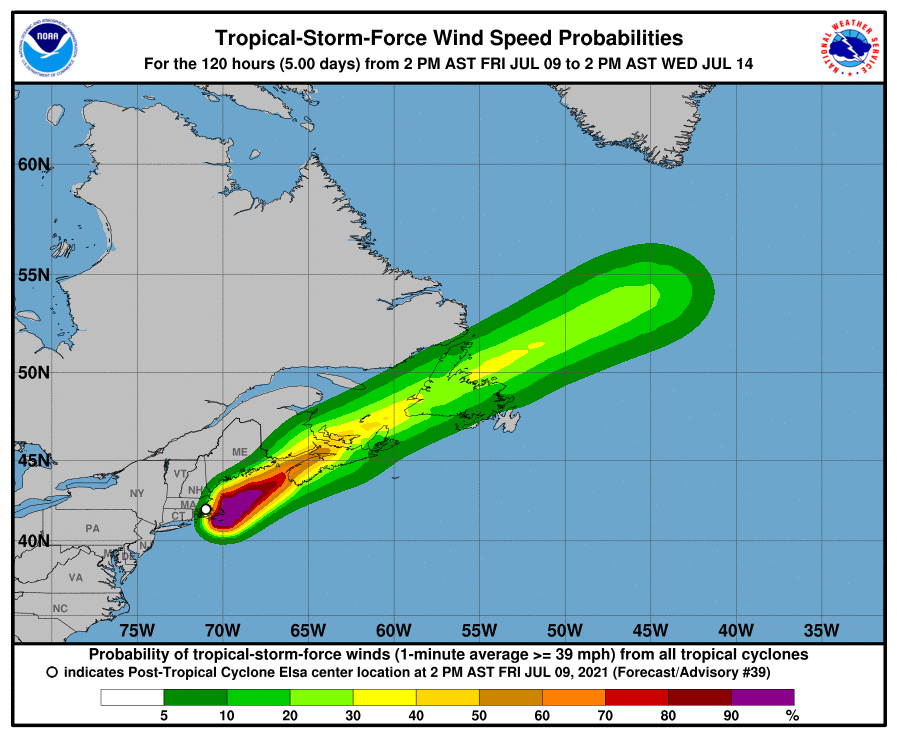 Tropical-Storm-Force Wind Speed Probabilities
For the 120 hours (5.00 days) from 2 PM AST FRI JUL 09 to 2 PM AST WED JUL 14
NOAA
NATIONAL WEATHER SERVICE
60N
55N
50N
45N
40N
ME
VT
NH
NY
MA
CT
PA
NJ
DE
VA
NC
75W 70W 65W 60W 55W 50W 45W 40W 35W
Probability of tropical-storm-force winds (1-minute average >= 39 mph) from all tropical cyclones
indicates Post-Tropical Cyclone Elsa center location at 2 PM AST FRI JUL 09, 2021 (Forecast/Advisory #39)
5 10 20 30 40 50 60 70 80 90 %